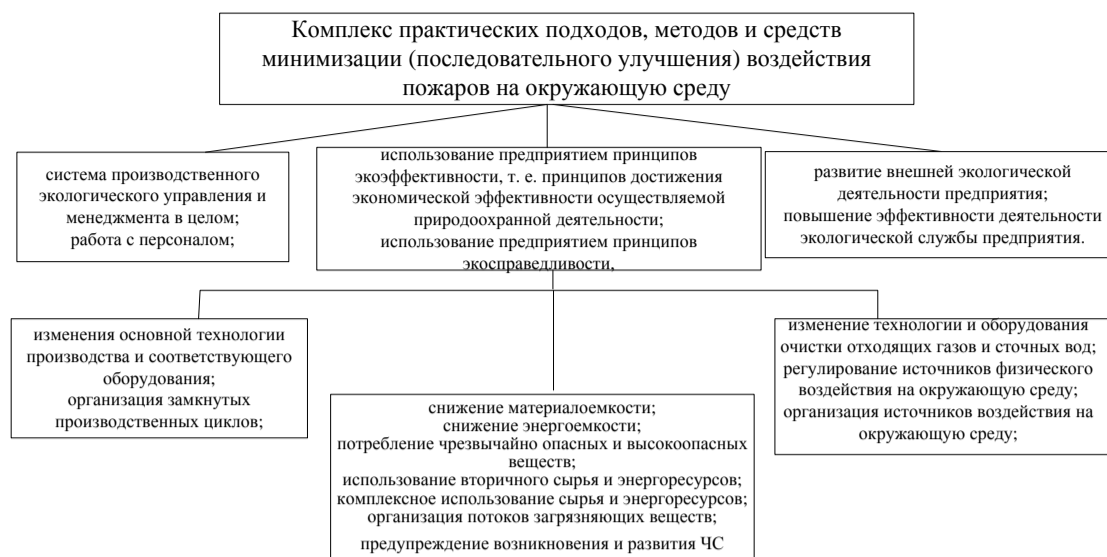 Комплекс практических подходов, методов и средств
минимизации (последовательного улучшения) воздействия
пожаров на окружающую среду
система производственного
экологического управления и
менеджмента в целом;
работа с персоналом;
использование предприятием принципов
экоэффективности, т. е. принципов достижения
экономической эффективности осуществляемой
природоохранной деятельности;
использование предприятием принципов
экосправедливости,
развитие внешней экологической
деятельности предприятия;
повышение эффективности деятельности
экологической службы предприятия.
изменения основной технологии
производства и соответствующего
оборудования;
организация замкнутых
производственных циклов;
снижение материалоемкости;
снижение энергоемкости;
потребление чрезвычайно опасных и высокоопасных
веществ;
использование вторичного сырья и энергоресурсов;
комплексное использование сырья и энергоресурсов;
организация потоков загрязняющих веществ;
предупреждение возникновения и развития ЧС
изменение технологии и оборудования
очистки отходящих газов и сточных вод;
регулирование источников физического
воздействия на окружающую среду;
организация источников воздействия на
окружающую среду;